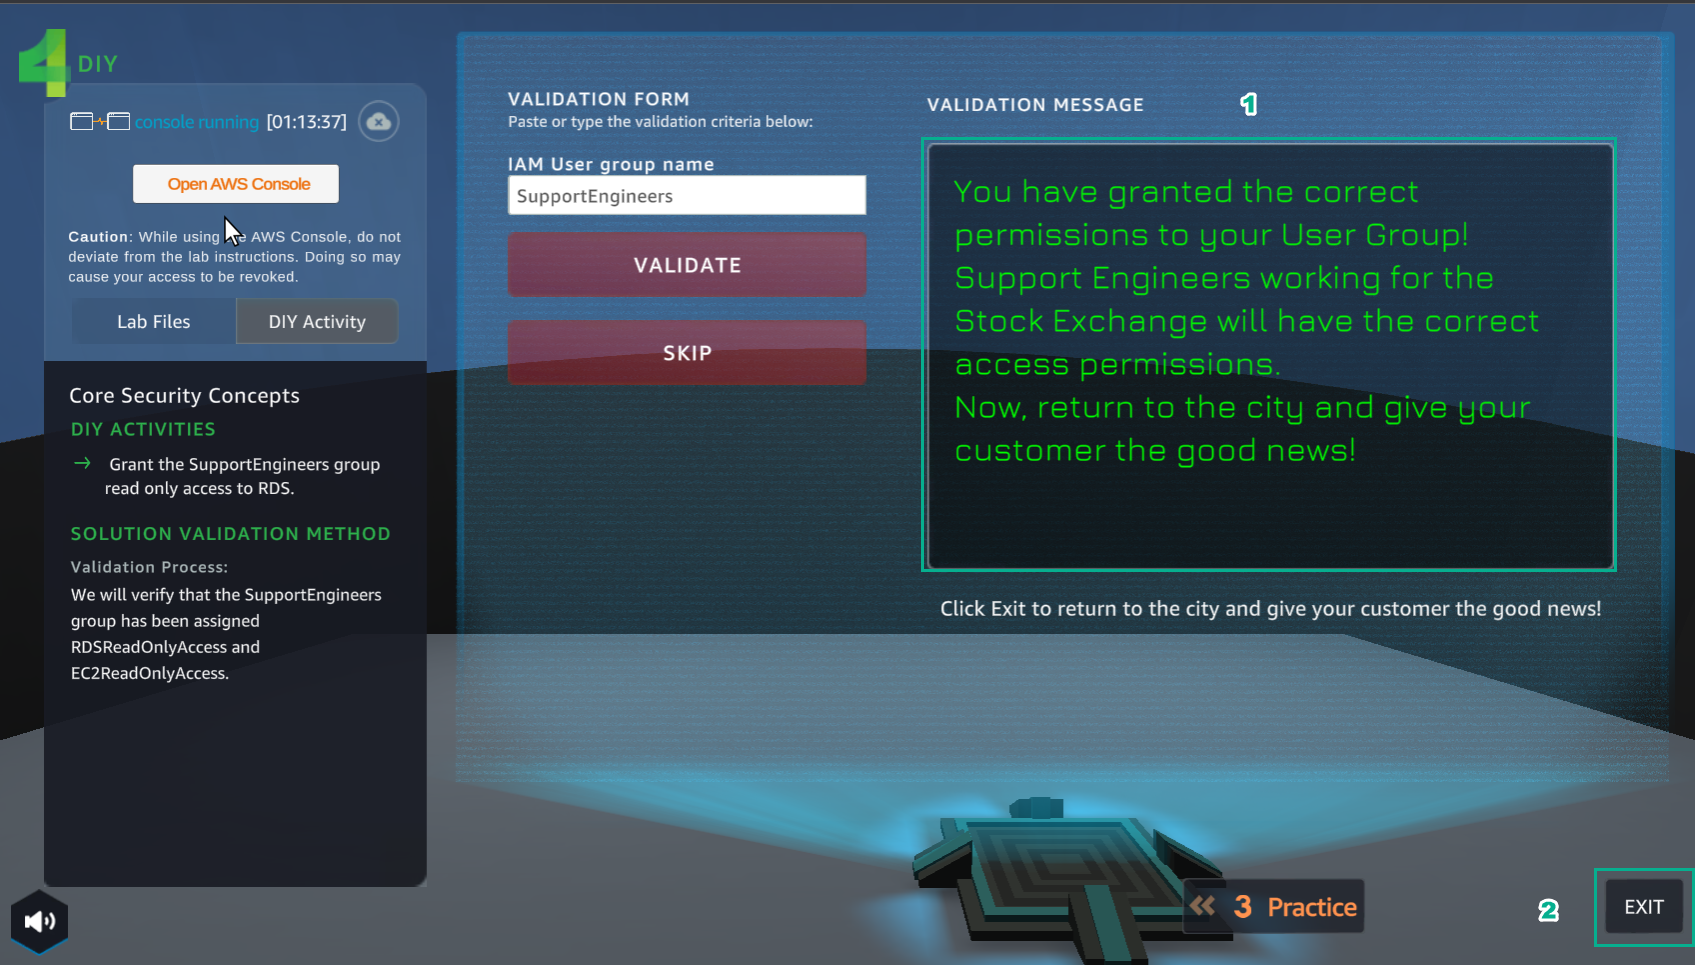 4 DIY
console running [01:13:37]
Open AWS Console
Caution: While using the AWS Console, do not
deviate from the lab instructions. Doing so may
cause your access to be revoked.
Lab Files
DIY Activity
Core Security Concepts
DIY ACTIVITIES
→ Grant the SupportEngineers group
read only access to RDS.
SOLUTION VALIDATION METHOD
Validation Process:
We will verify that the SupportEngineers
group has been assigned
RDSReadOnlyAccess and
EC2ReadOnlyAccess.
VALIDATION FORM
Paste or type the validation criteria below:
IAM User group name
SupportEngineers
VALIDATE
SKIP
VALIDATION MESSAGE
1
You have granted the correct
permissions to your User Group!
Support Engineers working for the
Stock Exchange will have the correct
access permissions.
Now, return to the city and give your
customer the good news!
Click Exit to return to the city and give your customer the good news!
3 Practice
2
EXIT